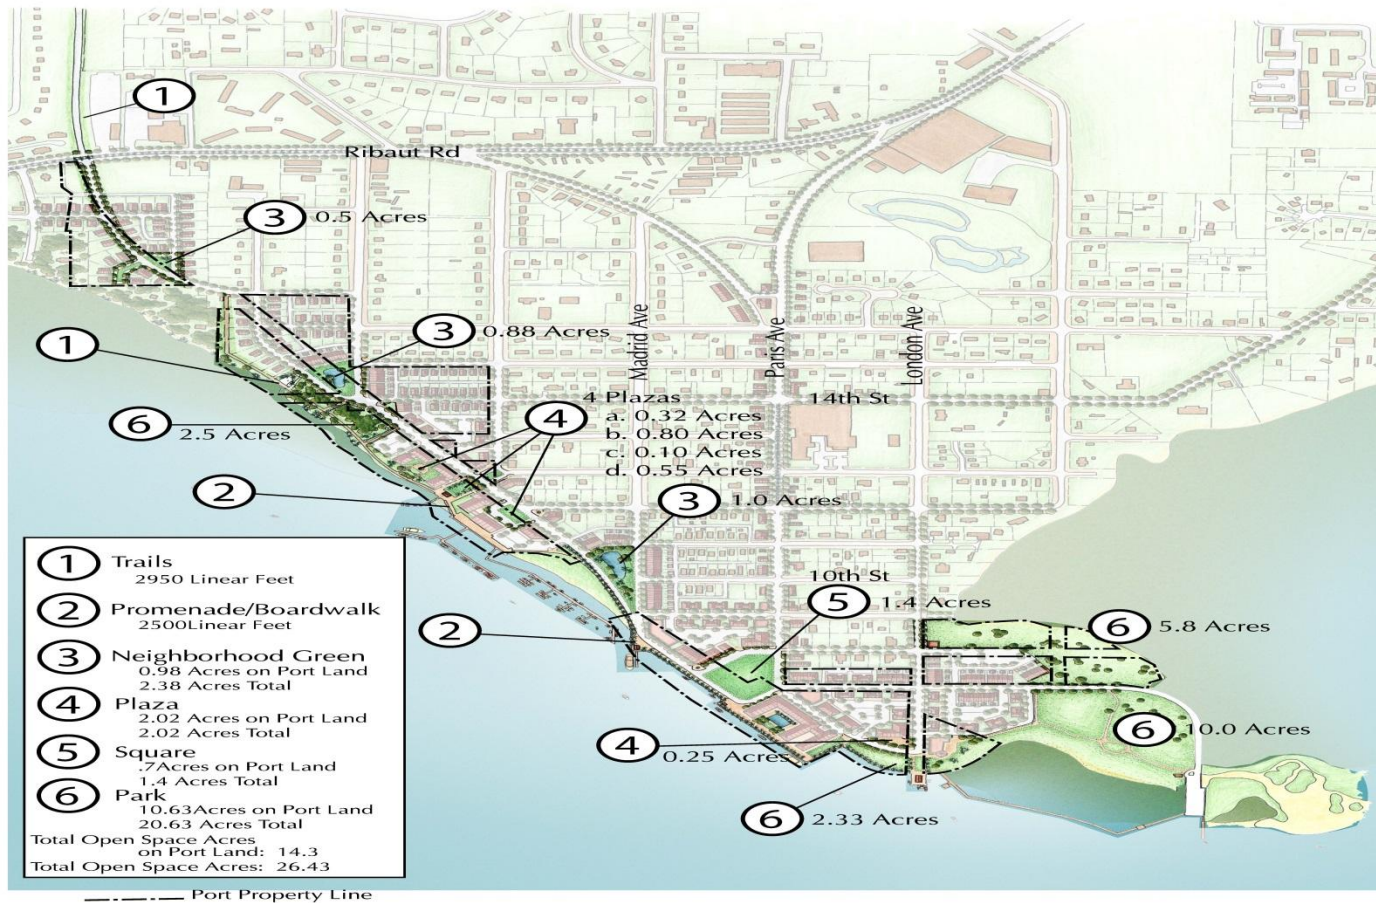 1
Ribaut Rd
3 0.5 Acres
3 0.88 Acres
1
Madrid Ave
Paris Ave
London Ave
4 Plazas
a. 0.32 Acres
b. 0.80 Acres
c. 0.10 Acres
d. 0.55 Acres
14th St
4
6 2.5 Acres
2
3 1.0 Acres
10th St
5 1.4 Acres
2
6 5.8 Acres
6 10.0 Acres
4 0.25 Acres
6 2.33 Acres
1 Trails
2950 Linear Feet
2 Promenade/Boardwalk
2500Linear Feet
3 Neighborhood Green
0.98 Acres on Port Land
2.38 Acres Total
4 Plaza
2.02 Acres on Port Land
2.02 Acres Total
5 Square
.7Acres on Port Land
1.4 Acres Total
6 Park
10.63Acres on Port Land
20.63 Acres Total
Total Open Space Acres
on Port Land: 14.3
Total Open Space Acres: 26.43
Port Property Line